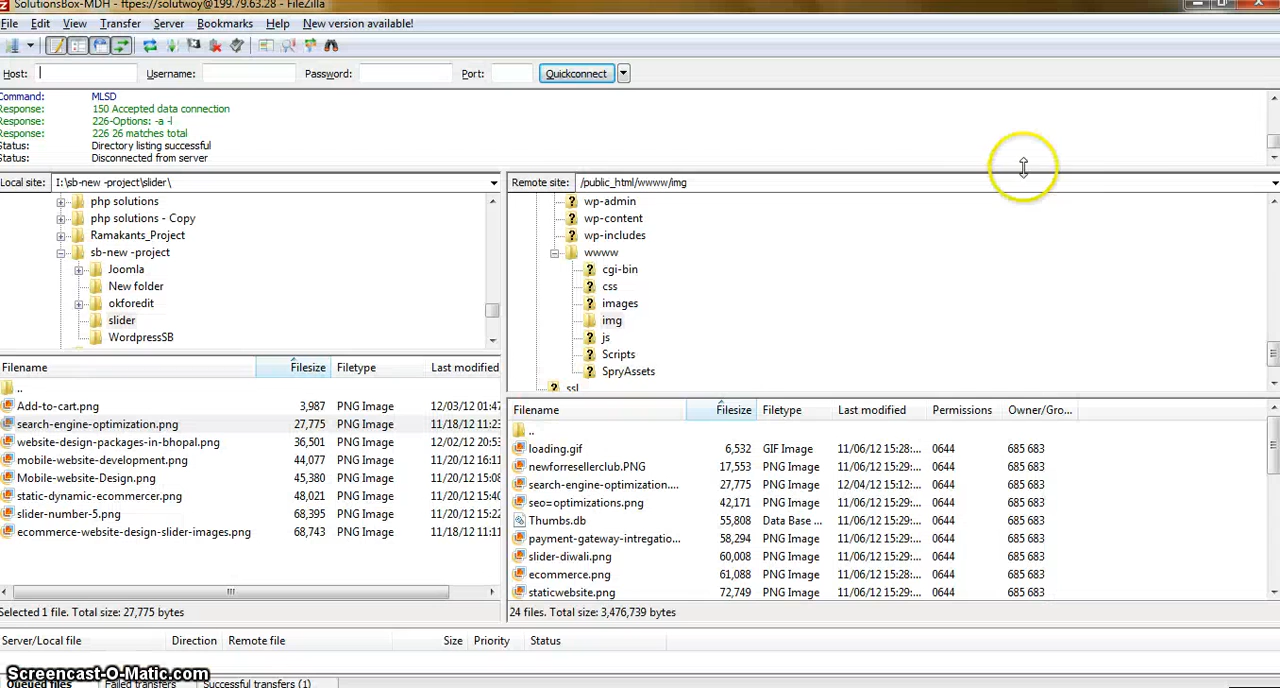 SolutionsBox-MDH - ftpes://solutwoy@199.79.63.28 - FileZilla
File Edit View Transfer Server Bookmarks Help New version available!
Host: Username: Password: Port: Quickconnect
Command: MLSD
Response: 150 Accepted data connection
Response: 226-Options: -a -l
Response: 226 26 matches total
Status: Directory listing successful
Status: Disconnected from server
Local site: I:\sb-new -project\slider\
php solutions
php solutions - Copy
Ramakants_Project
sb-new -project
Joomla
New folder
okforedit
slider
WordpressSB
Filename Filesize Filetype Last modified
..
Add-to-cart.png 3,987 PNG Image 12/03/12 01:47
search-engine-optimization.png 27,775 PNG Image 11/18/12 11:23
website-design-packages-in-bhopal.png 36,501 PNG Image 12/02/12 20:53
mobile-website-development.png 44,077 PNG Image 11/20/12 16:11
Mobile-website-Design.png 45,380 PNG Image 11/20/12 15:08
static-dynamic-ecommercer.png 48,021 PNG Image 11/20/12 15:40
slider-number-5.png 68,395 PNG Image 11/20/12 15:22
ecommerce-website-design-slider-images.png 68,743 PNG Image 11/18/12 11:11
Selected 1 file. Total size: 27,775 bytes
Remote site: /public_html/wwww/img
wp-admin
wp-content
wp-includes
wwww
cgi-bin
css
images
img
js
Scripts
SpryAssets
ssl
Filename Filesize Filetype Last modified Permissions Owner/Gro...
..
loading.gif 6,532 GIF Image 11/06/12 15:28:... 0644 685 683
newforresellerclub.PNG 17,553 PNG Image 11/06/12 15:29:... 0644 685 683
search-engine-optimization.... 27,775 PNG Image 12/04/12 15:12:... 0644 685 683
seo=optimizations.png 42,171 PNG Image 11/06/12 15:29:... 0644 685 683
Thumbs.db 55,808 Data Base ... 11/06/12 15:29:... 0644 685 683
payment-gateway-intregatio... 58,294 PNG Image 11/06/12 15:29:... 0644 685 683
slider-diwali.png 60,008 PNG Image 11/06/12 15:29:... 0644 685 683
ecommerce.png 61,088 PNG Image 11/06/12 15:28:... 0644 685 683
staticwebsite.png 72,749 PNG Image 11/06/12 15:29:... 0644 685 683
24 files. Total size: 3,476,739 bytes
Server/Local file Direction Remote file Size Priority Status
Screencast-O-Matic.com
Queued files Failed transfers Successful transfers (1)